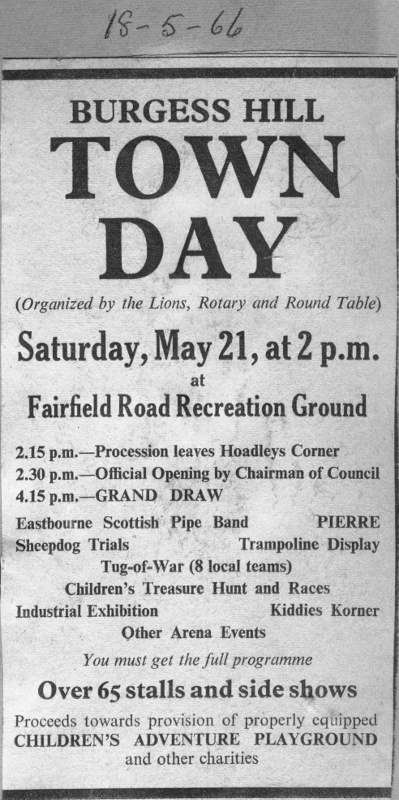 18-5-66
BURGESS HILL
TOWN
DAY
(Organized by the Lions, Rotary and Round Table)
Saturday, May 21, at 2 p.m.
at
Fairfield Road Recreation Ground
2.15 p.m.—Procession leaves Hoadleys Corner
2.30 p.m.—Official Opening by Chairman of Council
4.15 p.m.—GRAND DRAW
Eastbourne Scottish Pipe Band PIERRE
Sheepdog Trials Trampoline Display
Tug-of-War (8 local teams)
Children's Treasure Hunt and Races
Industrial Exhibition Kiddies Korner
Other Arena Events
You must get the full programme
Over 65 stalls and side shows
Proceeds towards provision of properly equipped
CHILDREN'S ADVENTURE PLAYGROUND
and other charities